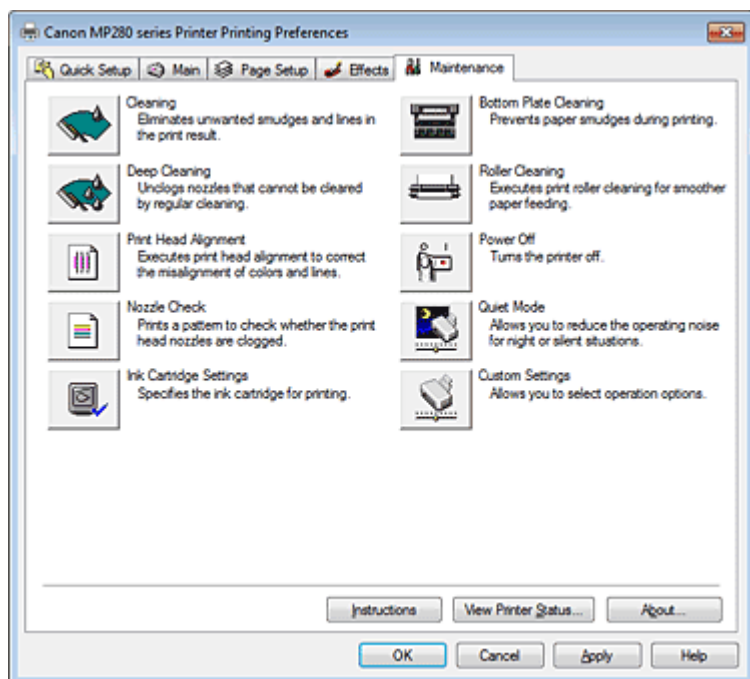 Canon MP280 series Printer Printing Preferences
Quick Setup Main Page Setup Effects Maintenance
Cleaning
Eliminates unwanted smudges and lines in
the print result.
Deep Cleaning
Unclogs nozzles that cannot be cleared
by regular cleaning.
Print Head Alignment
Executes print head alignment to correct
the misalignment of colors and lines.
Nozzle Check
Prints a pattern to check whether the print
head nozzles are clogged.
Ink Cartridge Settings
Specifies the ink cartridge for printing.
Bottom Plate Cleaning
Prevents paper smudges during printing.
Roller Cleaning
Executes print roller cleaning for smoother
paper feeding.
Power Off
Turns the printer off.
Quiet Mode
Allows you to reduce the operating noise
for night or silent situations.
Custom Settings
Allows you to select operation options.
Instructions View Printer Status... About...
OK Cancel Apply Help